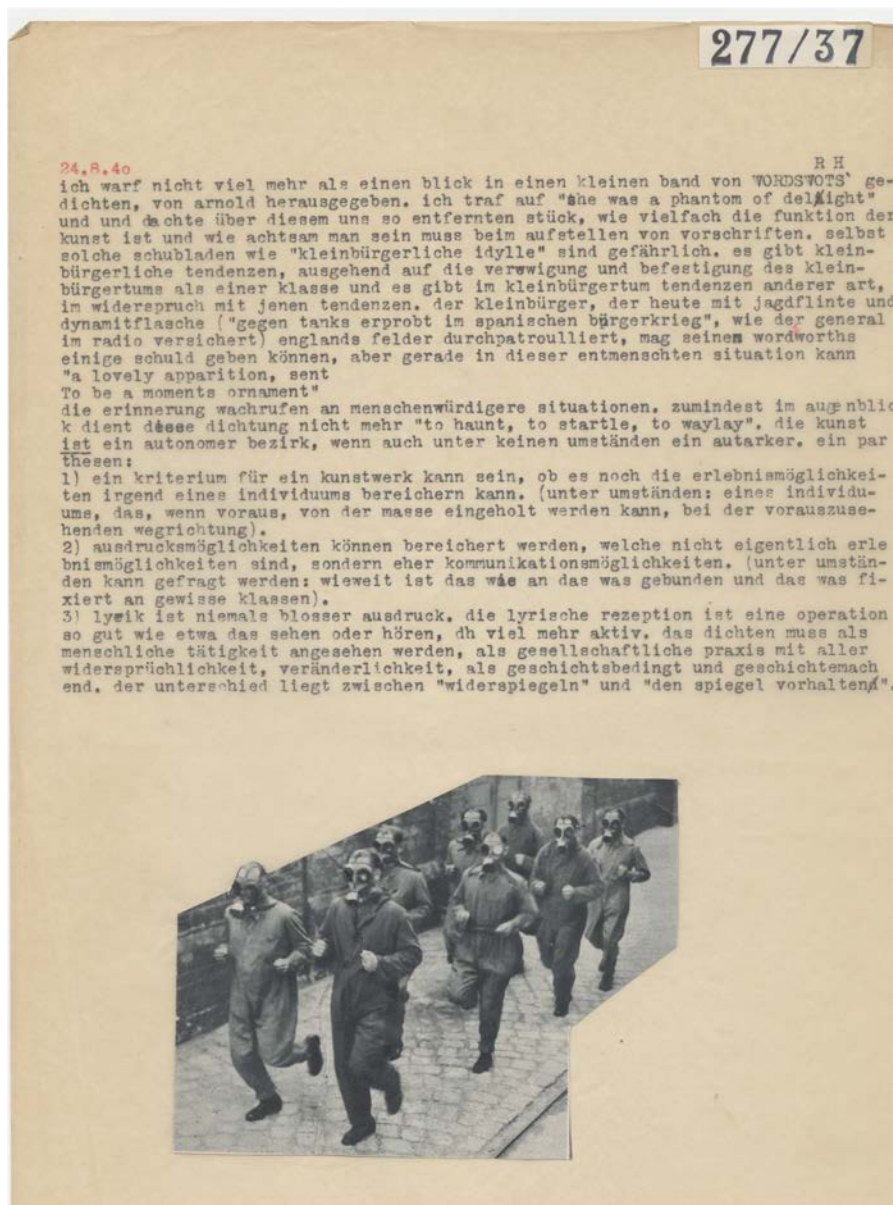 277/37
R H
24.8.4o
ich warf nicht viel mehr als einen blick in einen kleinen band von WORDSWOTS' ge-
dichten, von arnold herausgegeben. ich traf auf "she was a phantom of delight"
und und dachte über diesem uns so entfernten stück, wie vielfach die funktion der
kunst ist und wie achtsam man sein muss beim aufstellen von vorschriften. selbst
solche schubladen wie "kleinbürgerliche idylle" sind gefährlich. es gibt klein-
bürgerliche tendenzen, ausgehend auf die verewigung und befestigung des klein-
bürgertums als einer klasse und es gibt im kleinbürgertum tendenzen anderer art,
im widerspruch mit jenen tendenzen. der kleinbürger, der heute mit jagdflinte und
dynamitflasche ("gegen tanks erprobt im spanischen bürgerkrieg", wie der general
im radio versichert) englands felder durchpatroulliert, mag seinem wordworths
einige schuld geben können, aber gerade in dieser entmenschten situation kann
"a lovely apparition, sent
To be a moments ornament"
die erinnerung wachrufen an menschenwürdigere situationen. zumindest im augenblic
k dient diese dichtung nicht mehr "to haunt, to startle, to waylay". die kunst
ist ein autonomer bezirk, wenn auch unter keinen umständen ein autarker. ein par
thesen:
1) ein kriterium für ein kunstwerk kann sein, ob es noch die erlebnismöglichkei-
ten irgend eines individuums bereichern kann. (unter umständen: eines individu-
ums, das, wenn voraus, von der masse eingeholt werden kann, bei der vorauszuse-
henden wegrichtung).
2) ausdrucksmöglichkeiten können bereichert werden, welche nicht eigentlich erle
bnismöglichkeiten sind, sondern eher kommunikationsmöglichkeiten. (unter umstän-
den kann gefragt werden: wieweit ist das wie an das was gebunden und das was fi-
xiert an gewisse klassen).
3) lyrik ist niemals blosser ausdruck. die lyrische rezeption ist eine operation
so gut wie etwa das sehen oder hören, dh viel mehr aktiv. das dichten muss als
menschliche tätigkeit angesehen werden, als gesellschaftliche praxis mit aller
widersprüchlichkeit, veränderlichkeit, als geschichtsbedingt und geschichtemach
end. der unterschied liegt zwischen "widerspiegeln" und "den spiegel vorhalten".